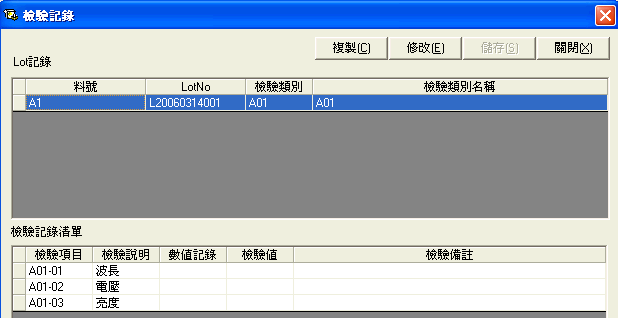 檢驗記錄
複製(C) 修改(E) 儲存(S) 關閉(X)
Lot記錄
料號 LotNo 檢驗類別 檢驗類別名稱
A1 L20060314001 A01 A01
檢驗記錄清單
檢驗項目 檢驗說明 數值記錄 檢驗值 檢驗備註
A01-01 波長
A01-02 電壓
A01-03 亮度